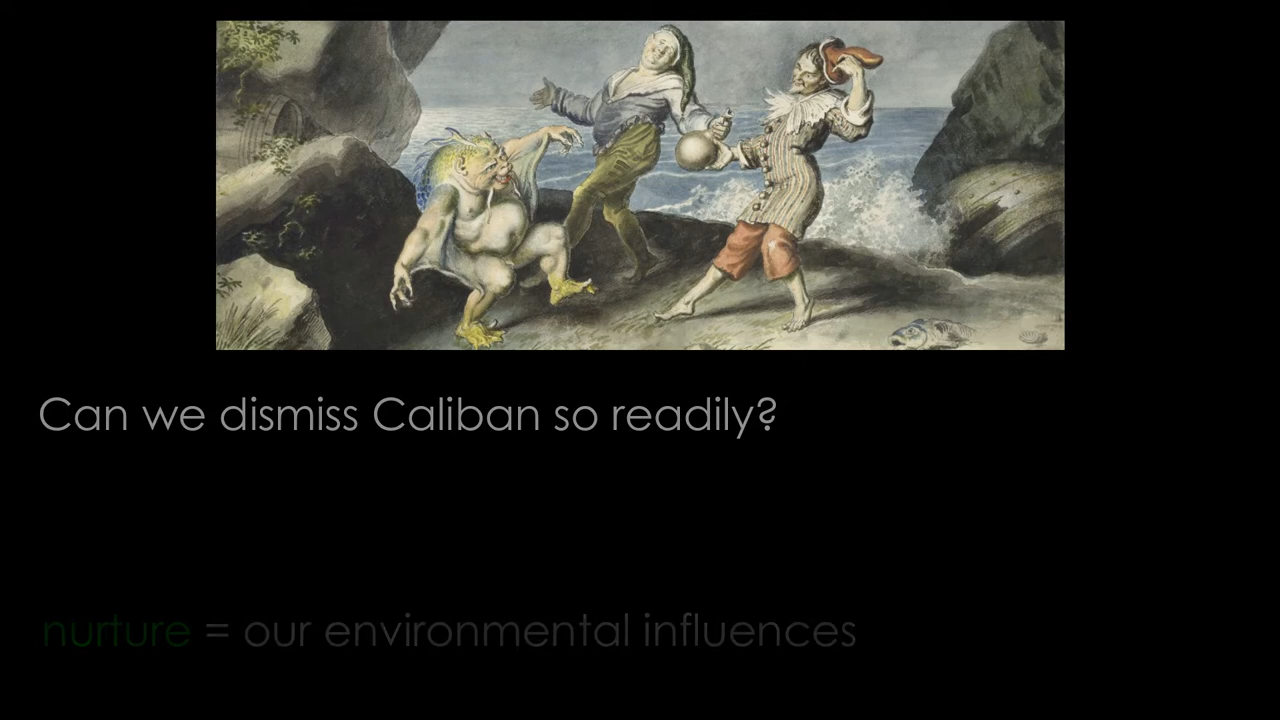 Can we dismiss Caliban so readily?
nurture = our environmental influences